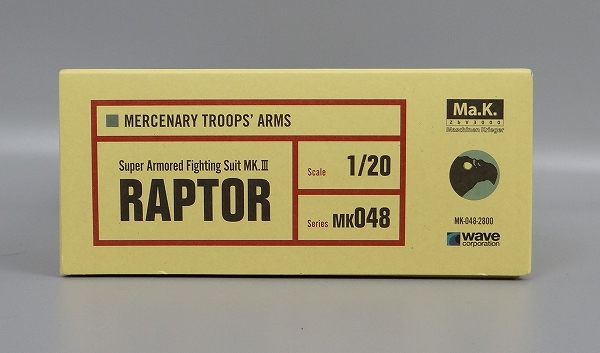 MERCENARY TROOPS' ARMS
Super Armored Fighting Suit MK.Ⅲ
RAPTOR
Scale 1/20
Series MK048
Ma.K.
ZbV3000
Maschinen Krieger
MK-048-2800
wave
corporation